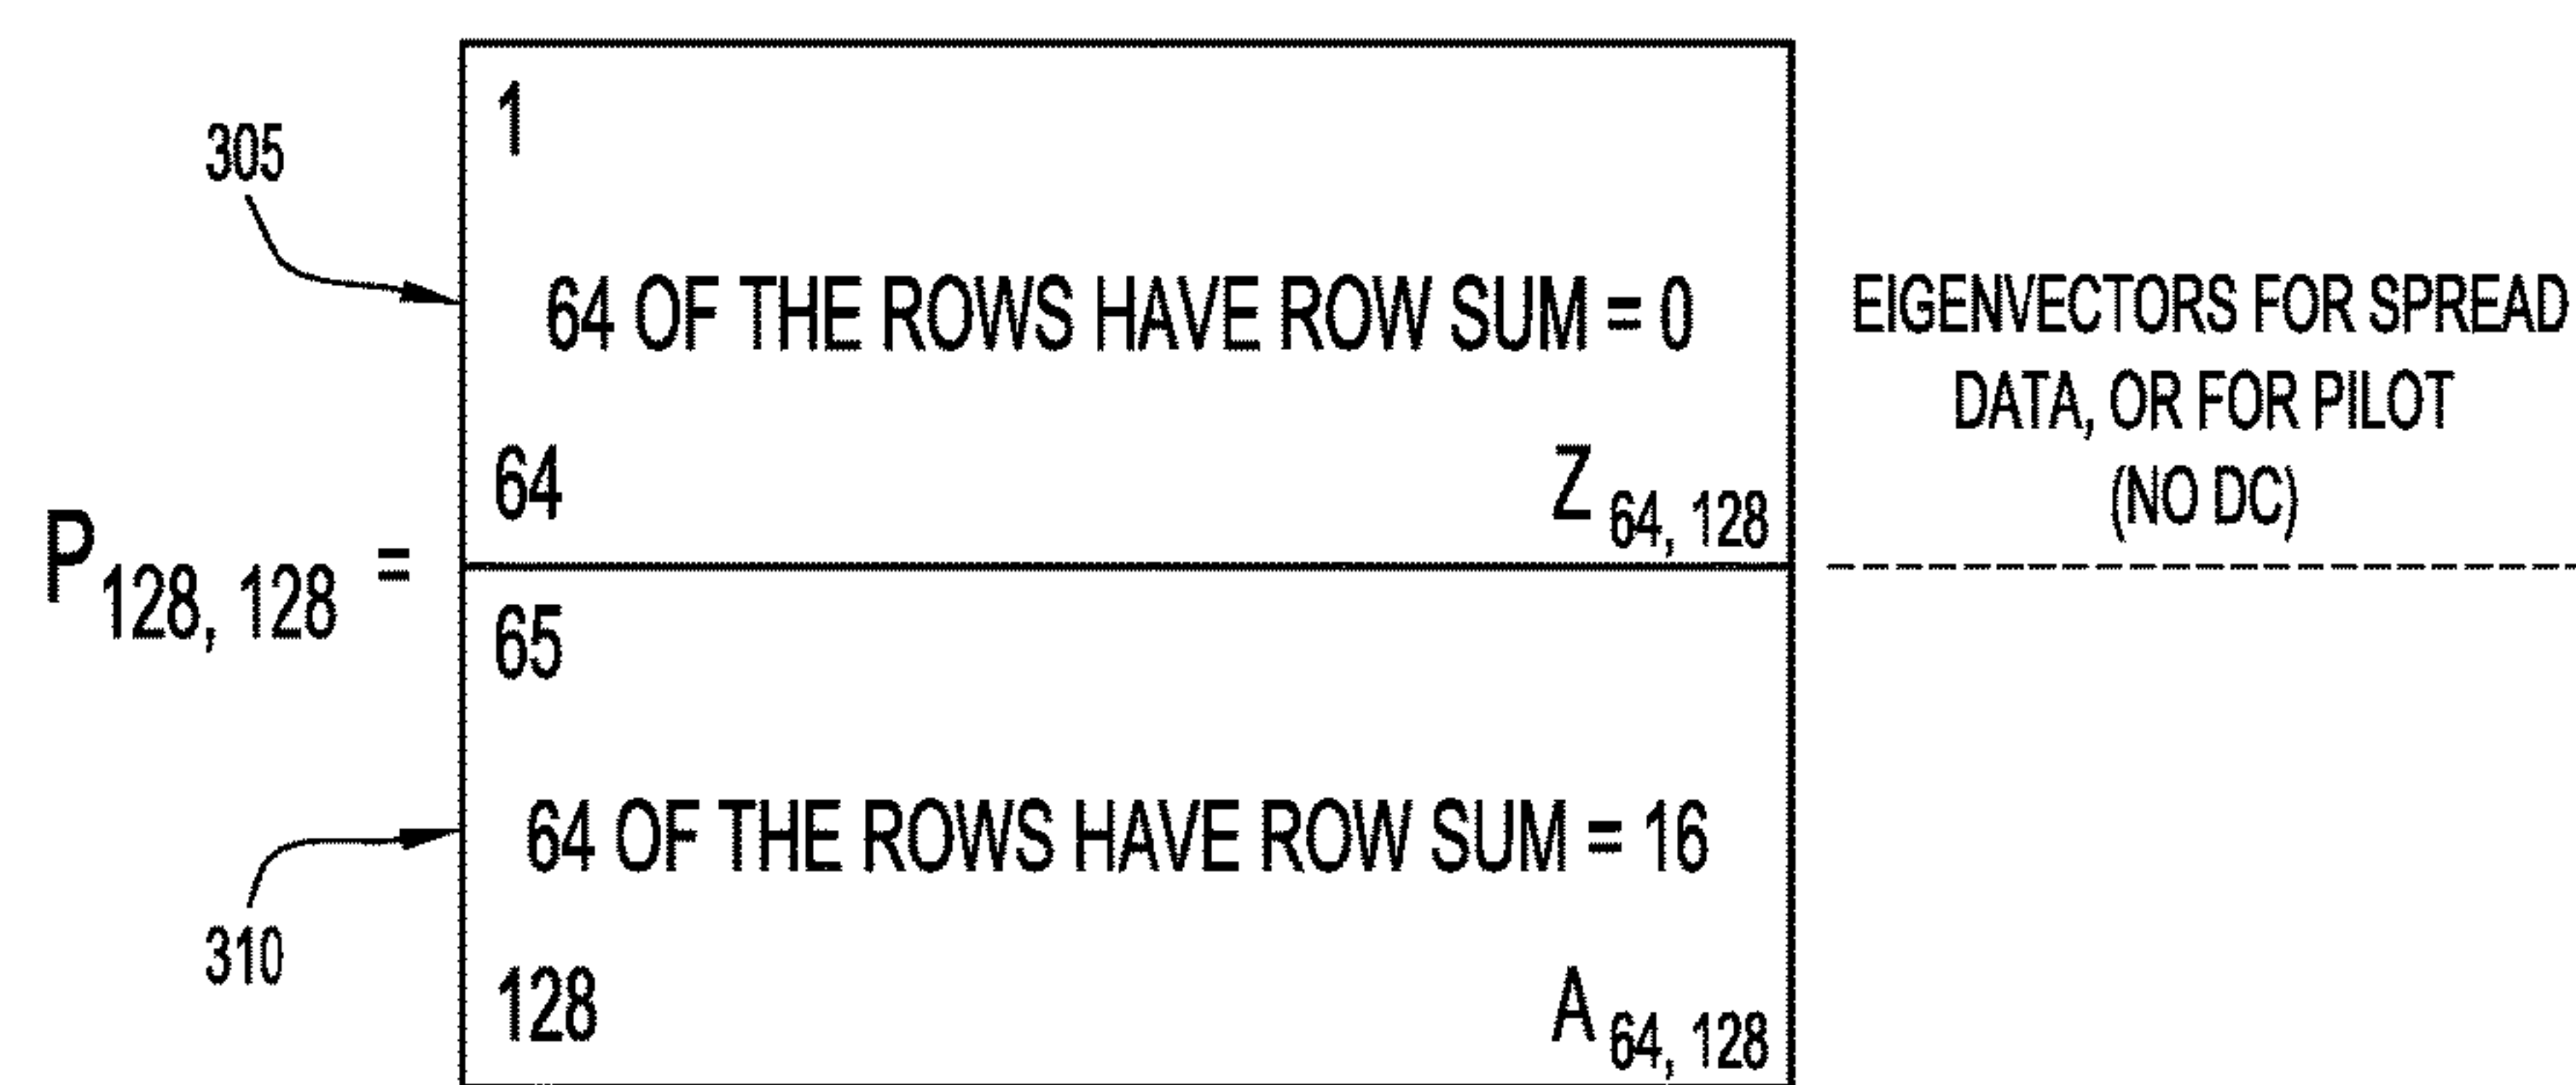 305
1
64 OF THE ROWS HAVE ROW SUM = 0
64
Z 64, 128
EIGENVECTORS FOR SPREAD
DATA, OR FOR PILOT
(NO DC)
P 128, 128 =
65
64 OF THE ROWS HAVE ROW SUM = 16
310
128
A 64, 128